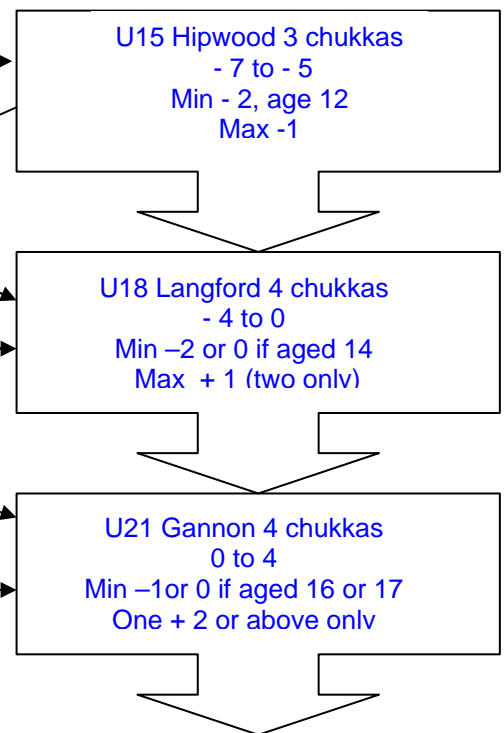 U15 Hipwood 3 chukkas
- 7 to - 5
Min - 2, age 12
Max -1
U18 Langford 4 chukkas
- 4 to 0
Min –2 or 0 if aged 14
Max + 1 (two only)
U21 Gannon 4 chukkas
0 to 4
Min –1or 0 if aged 16 or 17
One + 2 or above only